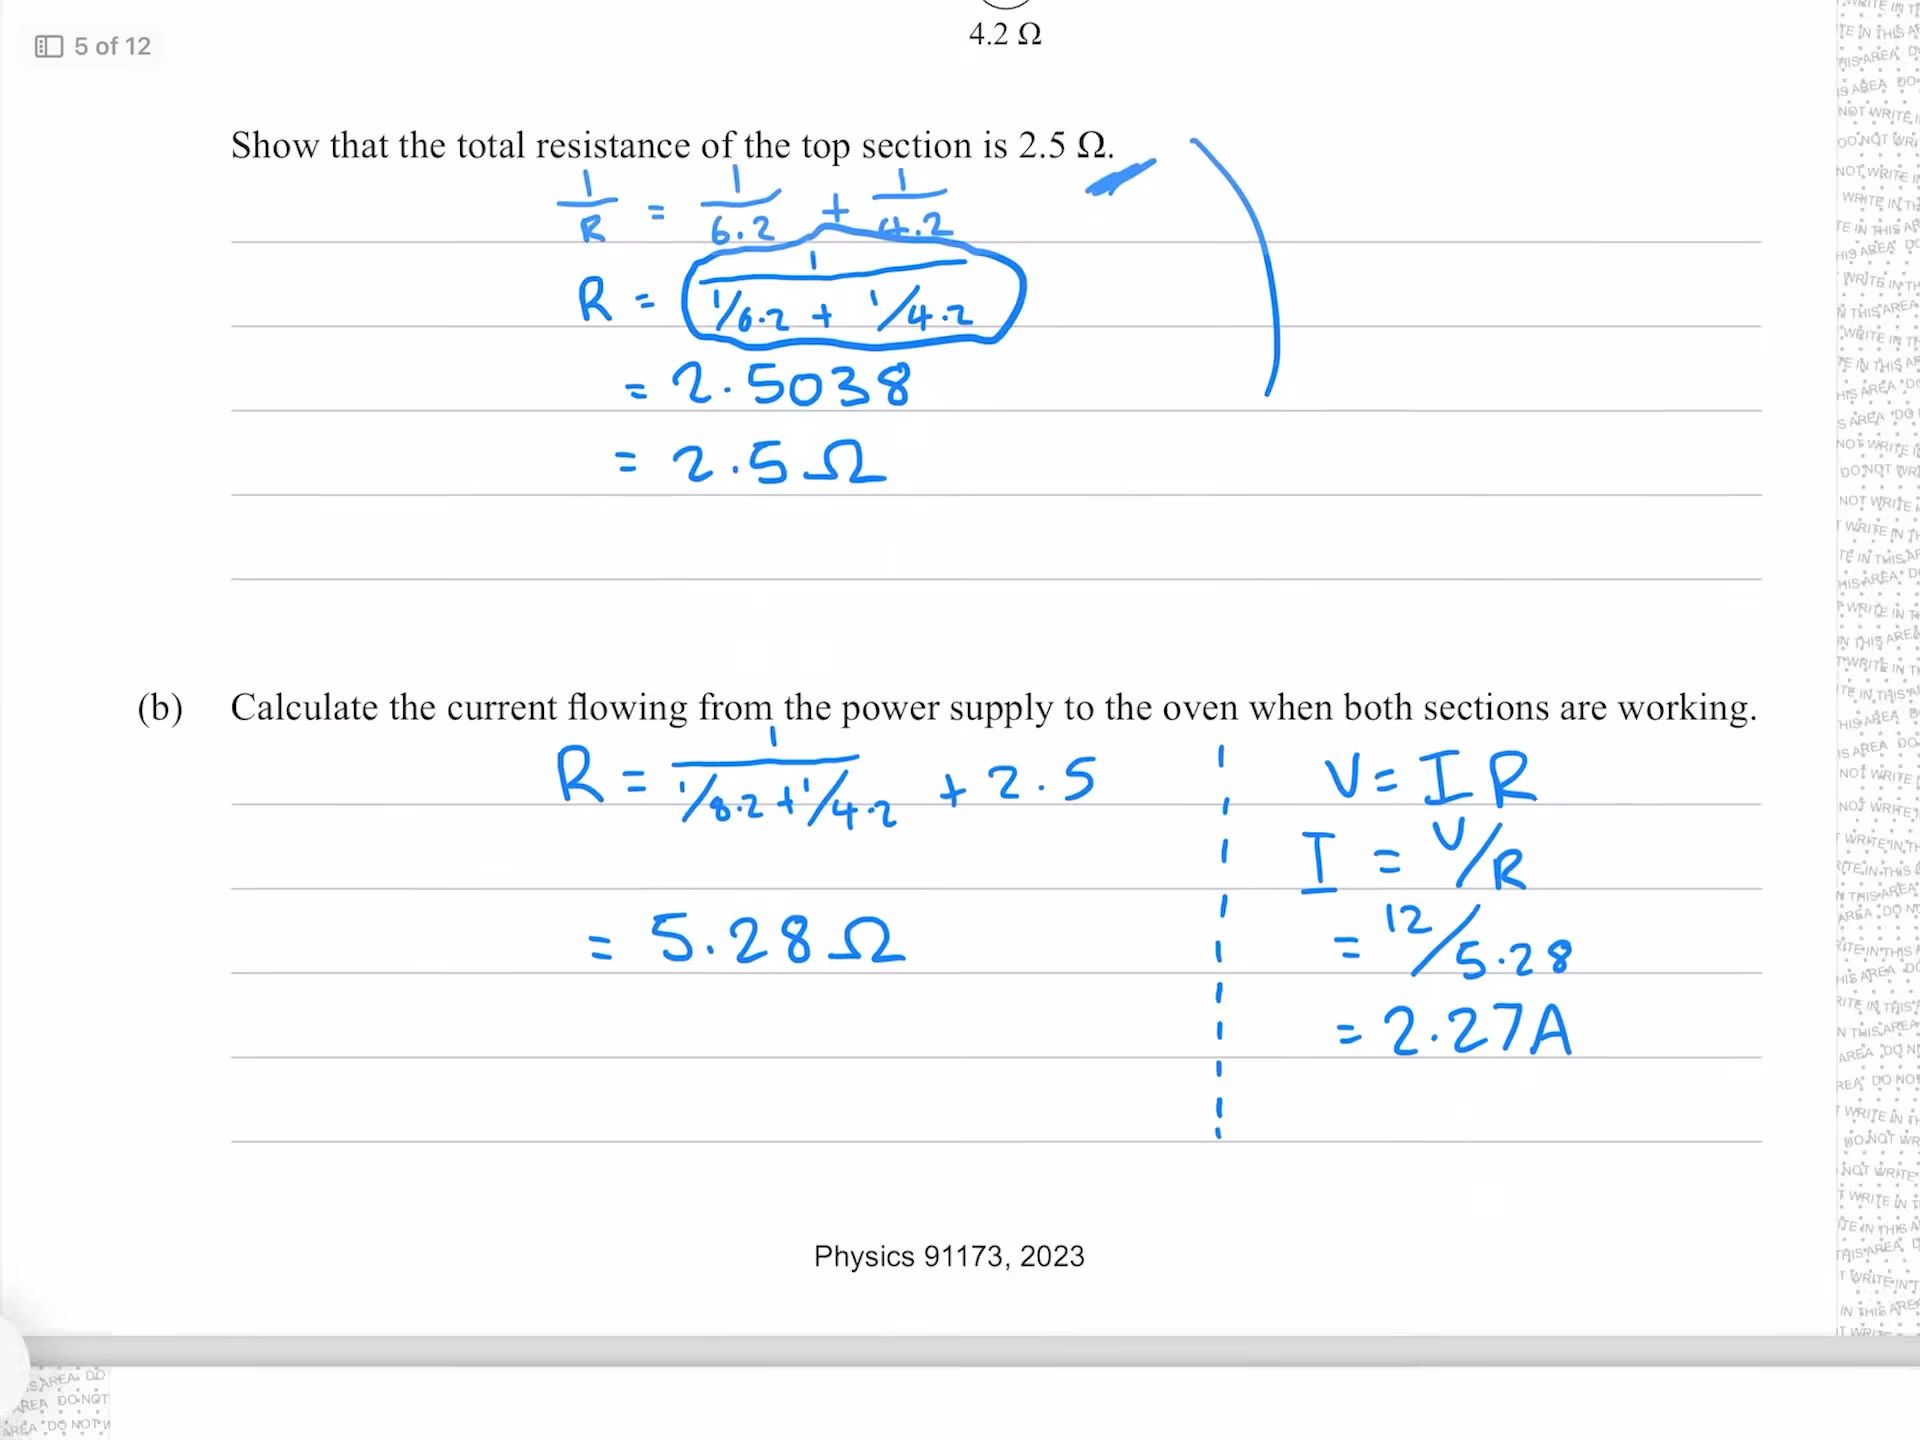 5 of 12
4.2 Ω
Show that the total resistance of the top section is 2.5 Ω.
1/R = 1/6.2 + 1/4.2
R = 1/(1/6.2 + 1/4.2)
= 2.5038
= 2.5 Ω
(b) Calculate the current flowing from the power supply to the oven when both sections are working.
R = 1/(1/8.2 + 1/4.2) + 2.5
= 5.28 Ω
V = I R
I = V/R
= 12/5.28
= 2.27A
Physics 91173, 2023